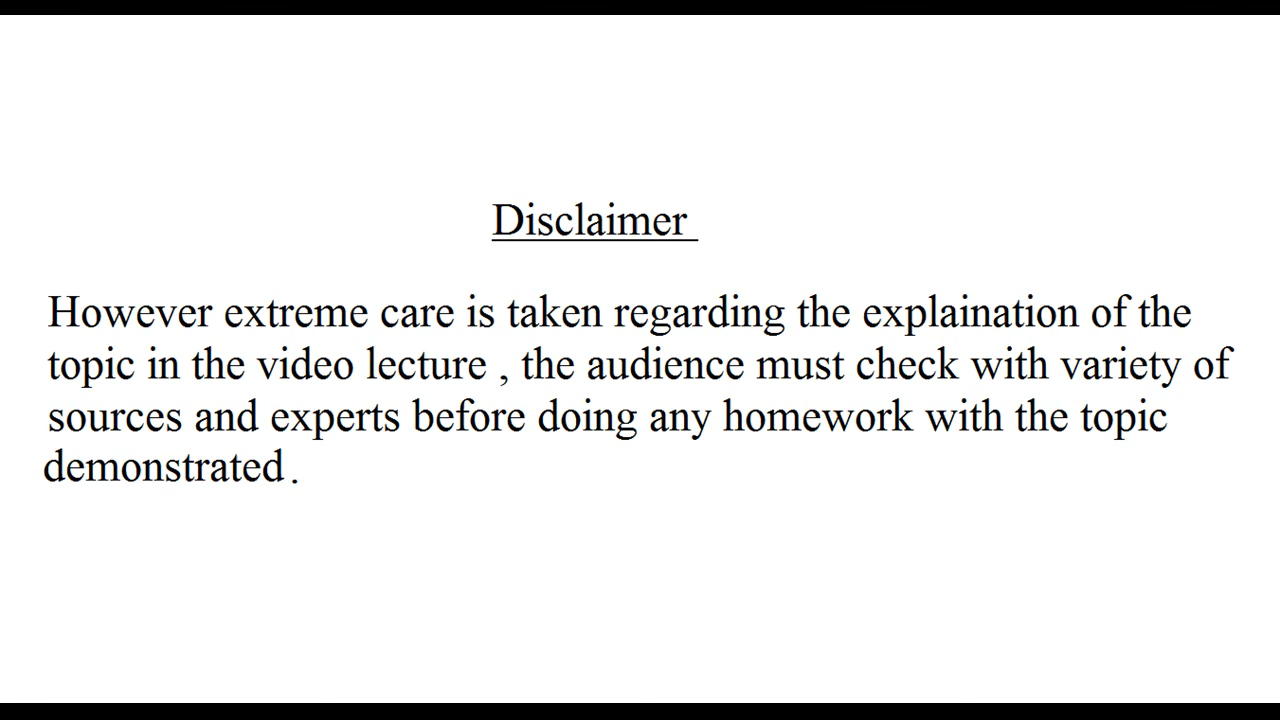 Disclaimer
However extreme care is taken regarding the explaination of the
topic in the video lecture , the audience must check with variety of
sources and experts before doing any homework with the topic
demonstrated .